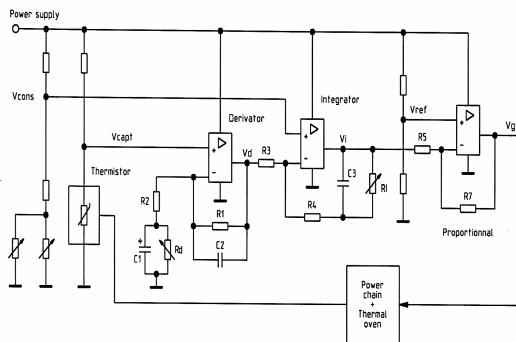 Power supply
Vcons
Vcapt
Thermistor
Derivator
Integrator
Vref
Vd
R3
Vi
R5
Vg
R2
R1
C2
C1
Rd
R4
C3
Ri
R7
Proportionnal
Power
chain
+
Thermal
oven